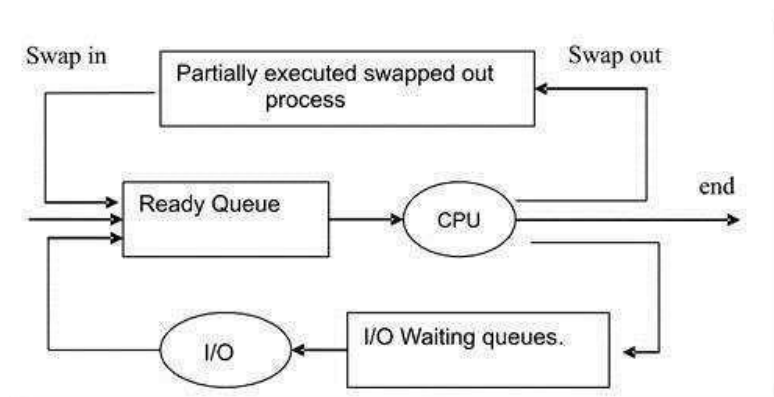 Swap in
Partially executed swapped out
process
Swap out
Ready Queue
CPU
end
I/O
I/O Waiting queues.